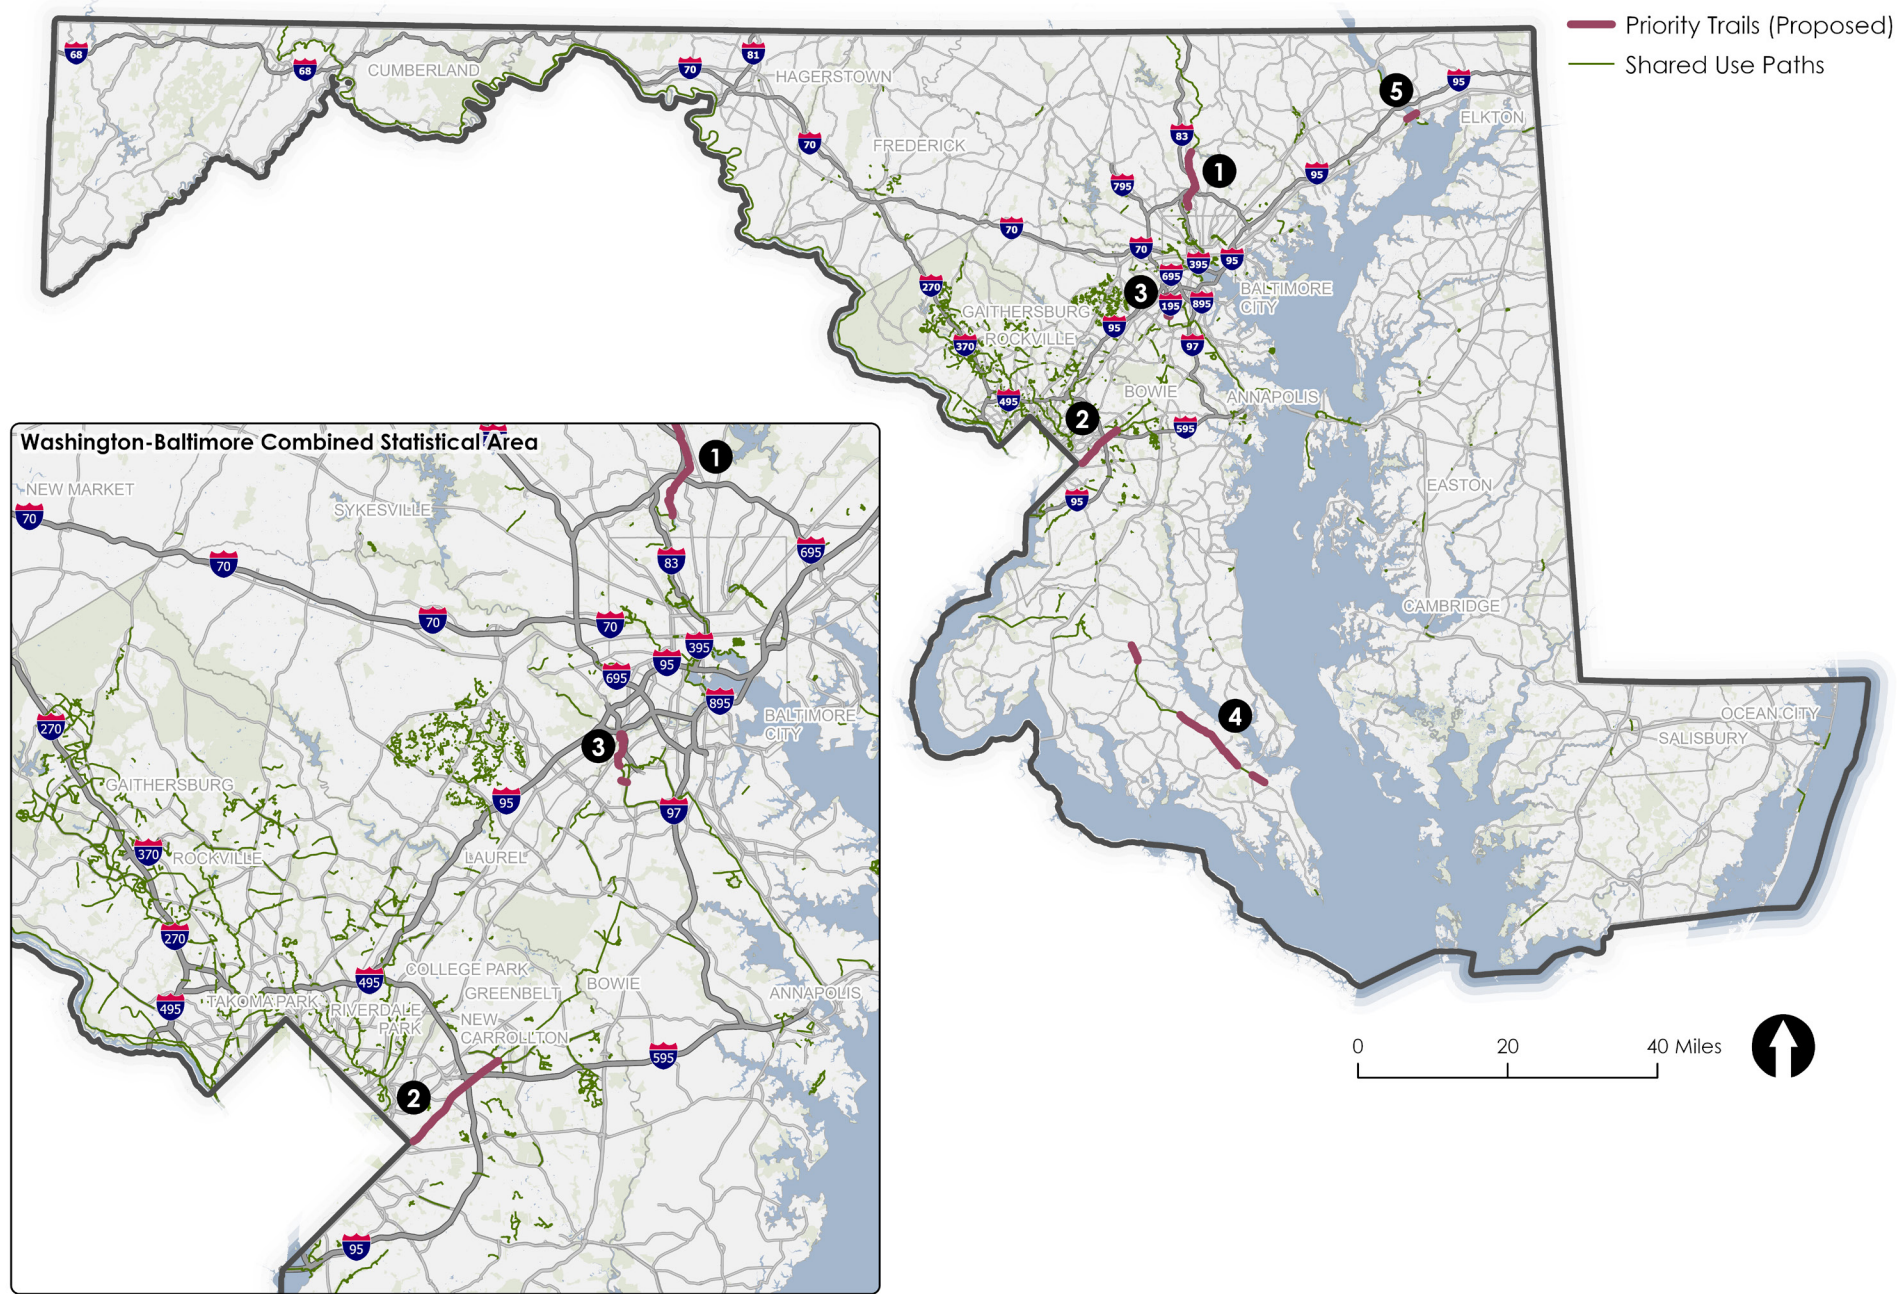 Priority Trails (Proposed)
Shared Use Paths
68
68
CUMBERLAND
70
81
HAGERSTOWN
70
FREDERICK
83
1
795
5
95
ELKTON
95
70
70
395
95
695
3
195
895
BALTIMORE
CITY
270
GAITHERSBURG
95
ROCKVILLE
370
97
495
BOWIE
ANNAPOLIS
2
595
95
EASTON
CAMBRIDGE
4
OCEAN CITY
SALISBURY
0 20 40 Miles
Washington-Baltimore Combined Statistical Area
1
NEW MARKET
70
SYKESVILLE
70
83
695
70
70
395
95
695
895
BALTIMORE
CITY
270
3
GAITHERSBURG
95
97
370
ROCKVILLE
LAUREL
270
COLLEGE PARK
495
BOWIE
GREENBELT
ANNAPOLIS
495
TAKOMA PARK
RIVERDALE
PARK
NEW
CARROLLTON
595
2
95